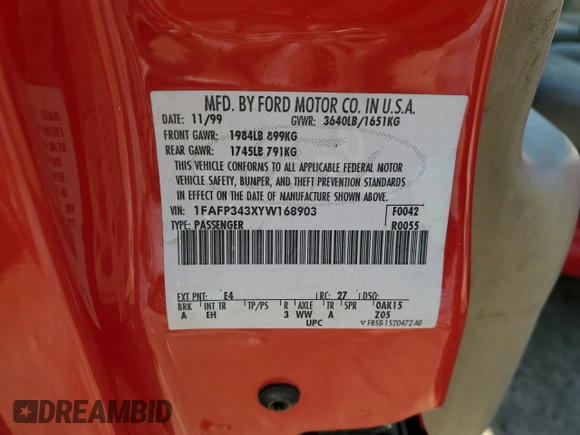 MFD. BY FORD MOTOR CO. IN U.S.A.
DATE: 11/99 GVWR: 3640LB/1651KG
FRONT GAWR: 1984LB 899KG
REAR GAWR: 1745LB 791KG
THIS VEHICLE CONFORMS TO ALL APPLICABLE FEDERAL MOTOR
VEHICLE SAFETY, BUMPER, AND THEFT PREVENTION STANDARDS
IN EFFECT ON THE DATE OF MANUFACTURE SHOWN ABOVE.
VIN: 1FAFP343XYW168903 F0042
TYPE: PASSENGER R0055
EXT PNT: E4 RC: 27 DSO:
BRK INT TR TP/PS R AXLE TR SPR 0AK15
A EH 3 WW A Z05
UPC F85B-1520472-AB
DREAMBID